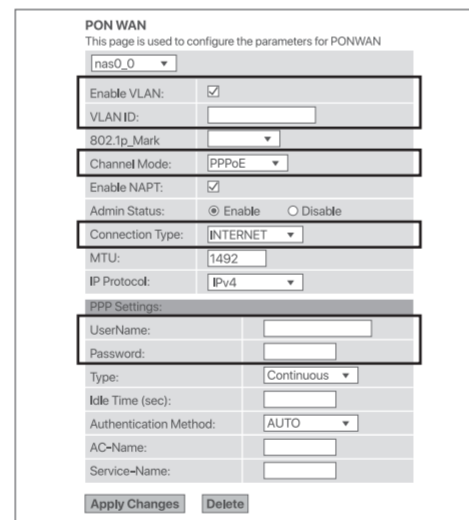 PON WAN
This page is used to configure the parameters for PONWAN
nas0_0
Enable VLAN:
VLAN ID:
802.1p_Mark
Channel Mode: PPPoE
Enable NAPT:
Admin Status: Enable Disable
Connection Type: INTERNET
MTU: 1492
IP Protocol: IPv4
PPP Settings:
UserName:
Password:
Type: Continuous
Idle Time (sec):
Authentication Method: AUTO
AC-Name:
Service-Name:
Apply Changes Delete